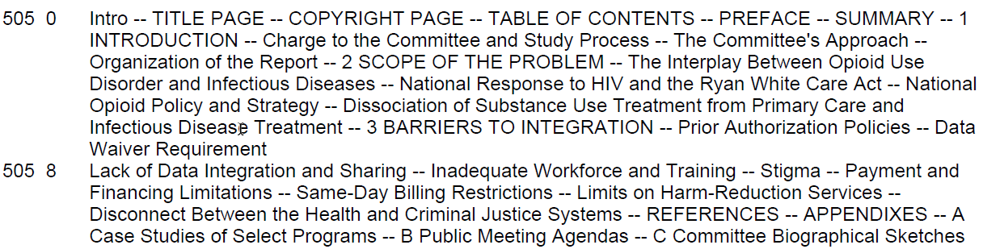 505 0 Intro -- TITLE PAGE -- COPYRIGHT PAGE -- TABLE OF CONTENTS -- PREFACE -- SUMMARY -- 1
INTRODUCTION -- Charge to the Committee and Study Process -- The Committee's Approach --
Organization of the Report -- 2 SCOPE OF THE PROBLEM -- The Interplay Between Opioid Use
Disorder and Infectious Diseases -- National Response to HIV and the Ryan White Care Act -- National
Opioid Policy and Strategy -- Dissociation of Substance Use Treatment from Primary Care and
Infectious Disease Treatment -- 3 BARRIERS TO INTEGRATION -- Prior Authorization Policies -- Data
Waiver Requirement
505 8 Lack of Data Integration and Sharing -- Inadequate Workforce and Training -- Stigma -- Payment and
Financing Limitations -- Same-Day Billing Restrictions -- Limits on Harm-Reduction Services --
Disconnect Between the Health and Criminal Justice Systems -- REFERENCES -- APPENDIXES -- A
Case Studies of Select Programs -- B Public Meeting Agendas -- C Committee Biographical Sketches